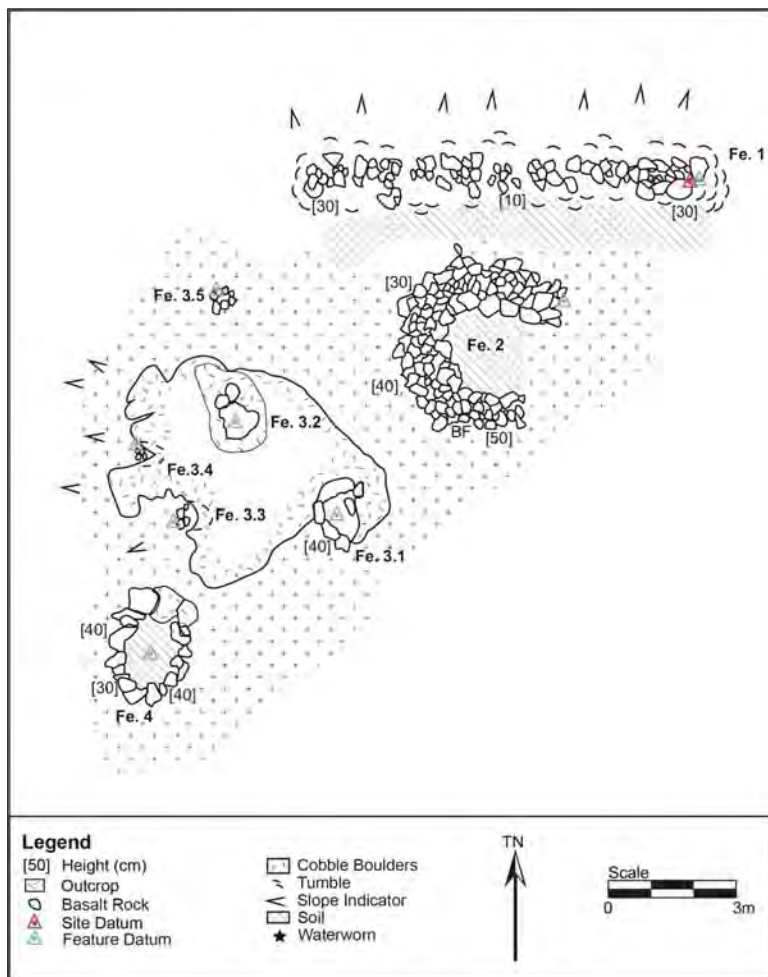 Fe. 1
[30]
[10]
[30]
Fe. 3.5
[30]
Fe. 2
[40]
BF
[50]
Fe. 3.2
Fe.3.4
Fe. 3.3
[40]
Fe. 3.1
[40]
[30]
[40]
Fe. 4
Legend
[50] Height (cm)
Outcrop
Basalt Rock
Site Datum
Feature Datum
Cobble Boulders
Tumble
Slope Indicator
Soil
Waterworn
TN
Scale
0 3m